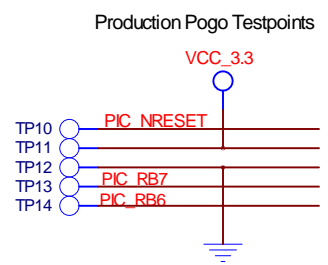 Production Pogo Testpoints
VCC_3.3
TP10 PIC_NRESET
TP11
TP12
TP13 PIC_RB7
TP14 PIC_RB6